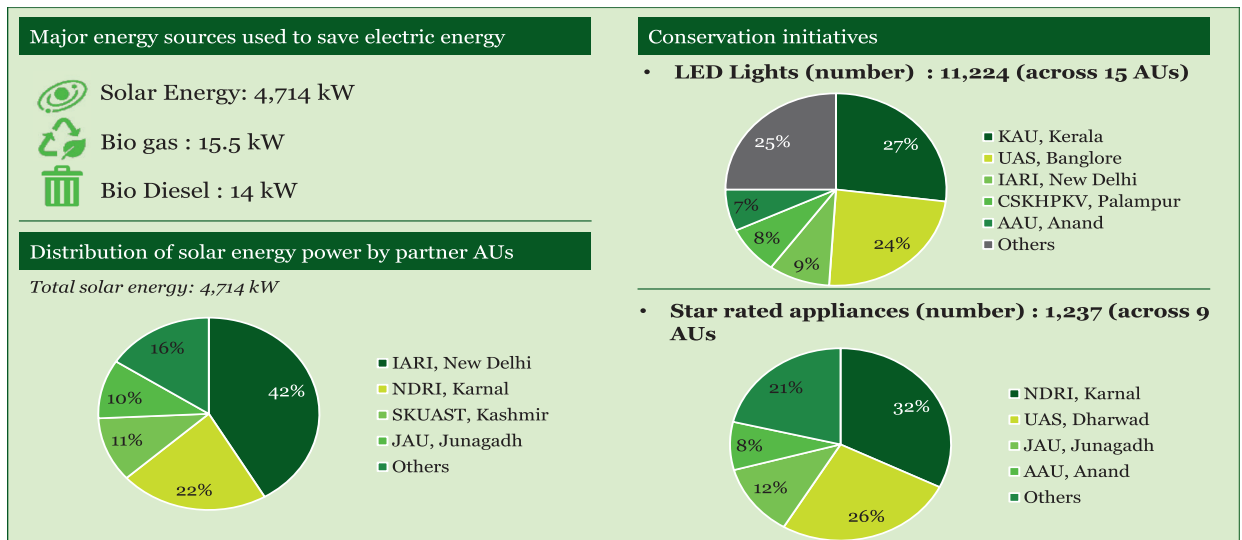 Major energy sources used to save electric energy
Solar Energy: 4,714 kW
Bio gas : 15.5 kW
Bio Diesel : 14 kW
Distribution of solar energy power by partner AUs
Total solar energy: 4,714 kW
16%
42%
10%
11%
22%
IARI, New Delhi
NDRI, Karnal
SKUAST, Kashmir
JAU, Junagadh
Others
Conservation initiatives
• LED Lights (number) : 11,224 (across 15 AUs)
25%
27%
7%
8%
9%
24%
KAU, Kerala
UAS, Banglore
IARI, New Delhi
CSKHPKV, Palampur
AAU, Anand
Others
• Star rated appliances (number) : 1,237 (across 9
AUs
21%
32%
8%
12%
26%
NDRI, Karnal
UAS, Dharwad
JAU, Junagadh
AAU, Anand
Others